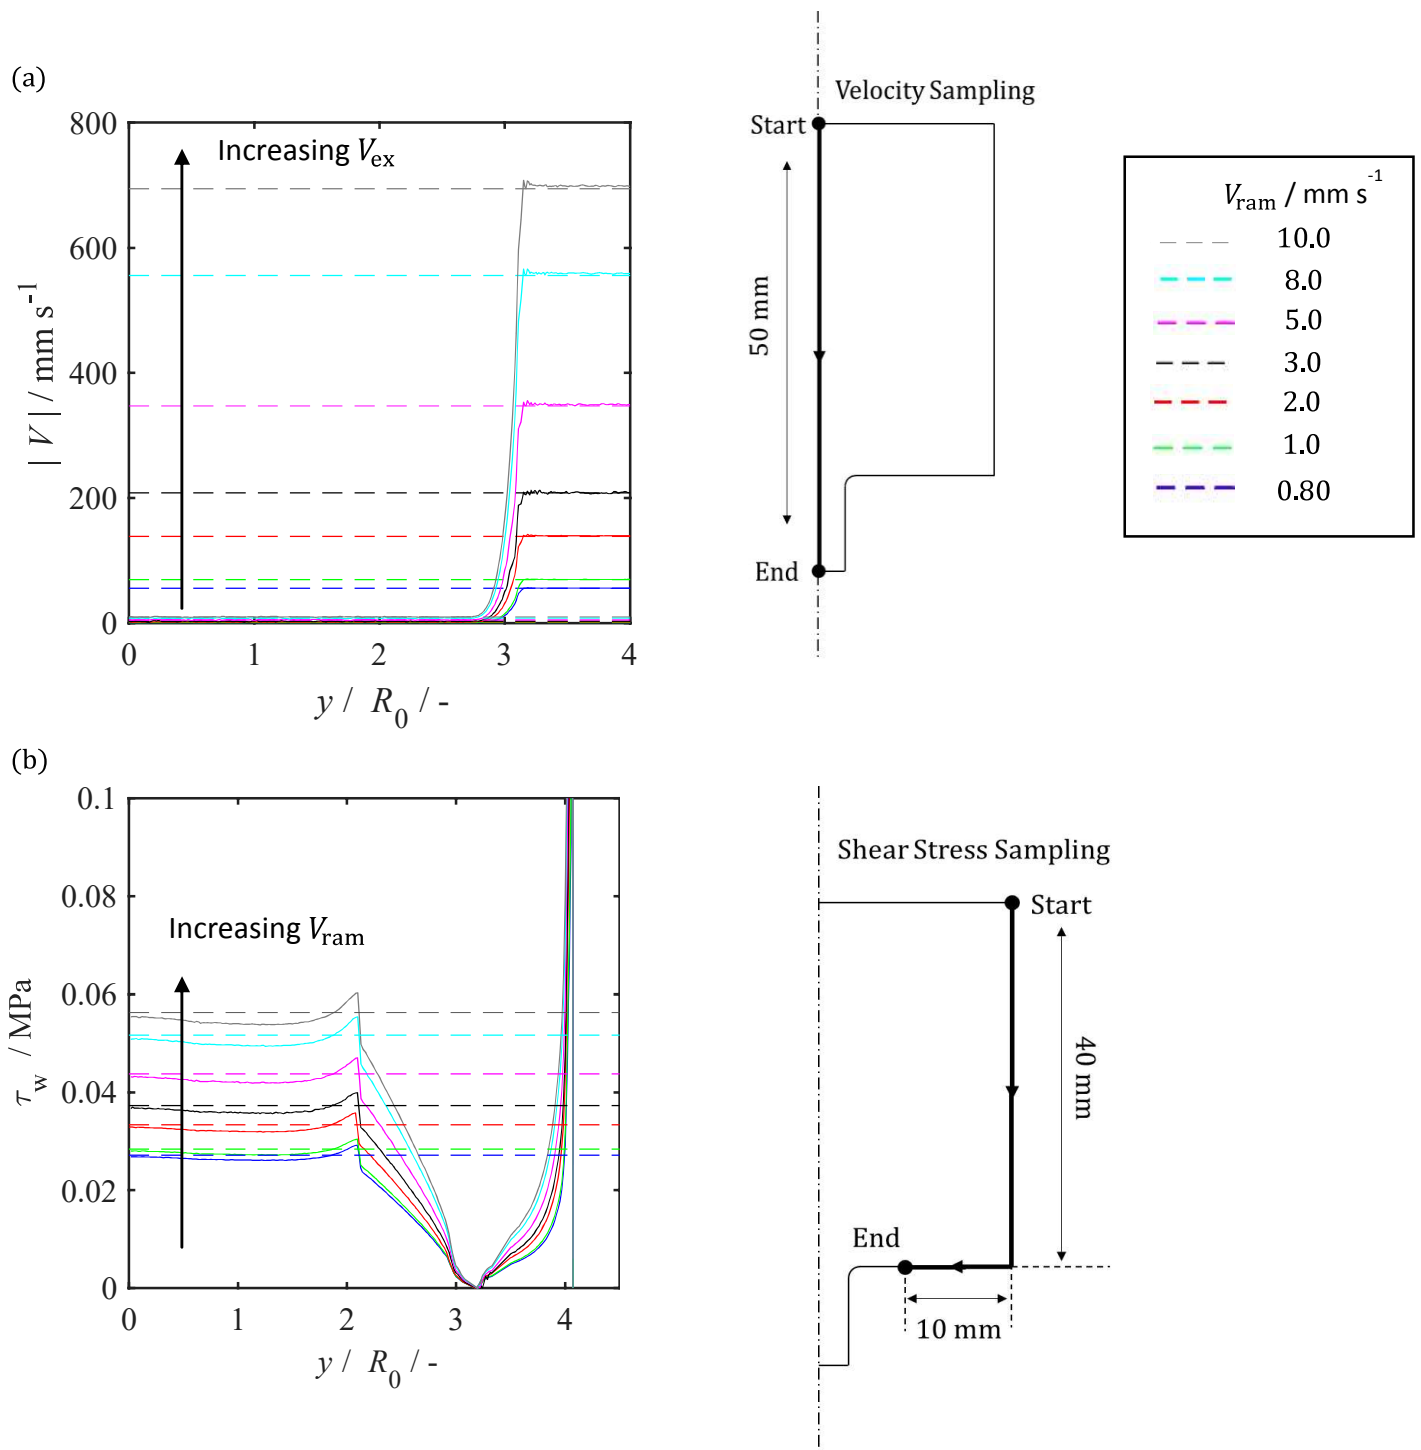 (a)
800
600
400
200
0
| V | / mm s-1
Increasing Vex
0 1 2 3 4
y / R0 / -
Velocity Sampling
Start
50 mm
End
Vram / mm s-1
10.0
8.0
5.0
3.0
2.0
1.0
0.80
(b)
0.1
0.08
0.06
0.04
0.02
0
τw / MPa
Increasing Vram
0 1 2 3 4
y / R0 / -
Shear Stress Sampling
Start
40 mm
End
10 mm